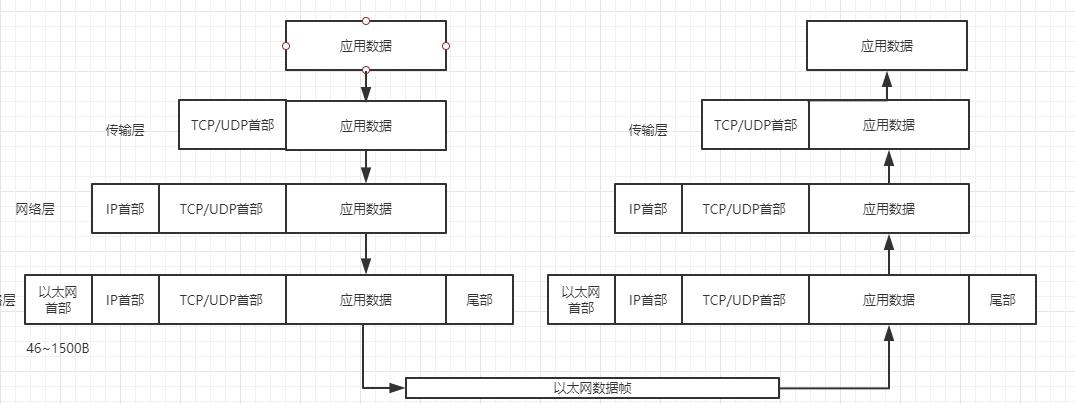 应用数据
应用数据
传输层
TCP/UDP首部
应用数据
传输层
TCP/UDP首部
应用数据
网络层
IP首部
TCP/UDP首部
应用数据
IP首部
TCP/UDP首部
应用数据
层
以太网
首部
IP首部
TCP/UDP首部
应用数据
尾部
以太网
首部
IP首部
TCP/UDP首部
应用数据
尾部
46~1500B
以太网数据帧